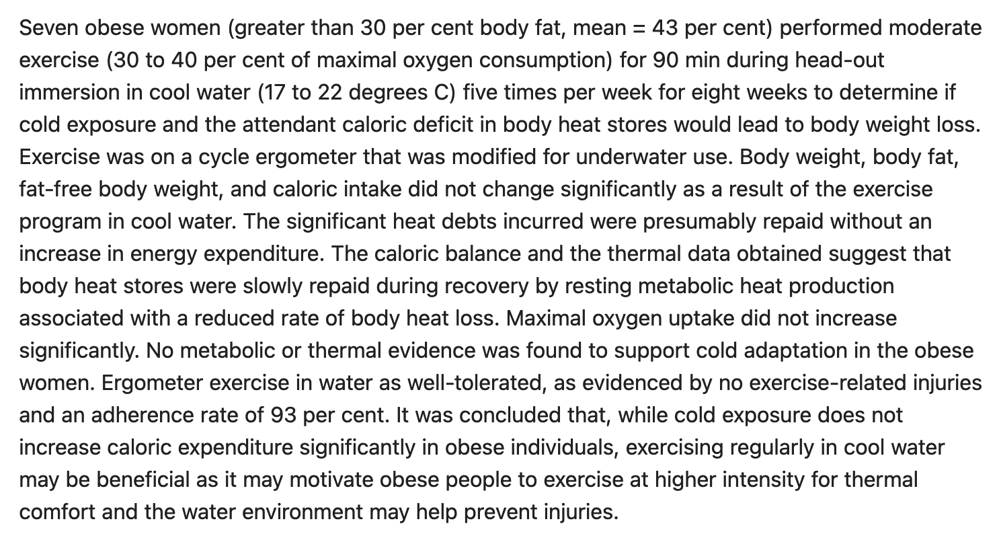 Seven obese women (greater than 30 per cent body fat, mean = 43 per cent) performed moderate
exercise (30 to 40 per cent of maximal oxygen consumption) for 90 min during head-out
immersion in cool water (17 to 22 degrees C) five times per week for eight weeks to determine if
cold exposure and the attendant caloric deficit in body heat stores would lead to body weight loss.
Exercise was on a cycle ergometer that was modified for underwater use. Body weight, body fat,
fat-free body weight, and caloric intake did not change significantly as a result of the exercise
program in cool water. The significant heat debts incurred were presumably repaid without an
increase in energy expenditure. The caloric balance and the thermal data obtained suggest that
body heat stores were slowly repaid during recovery by resting metabolic heat production
associated with a reduced rate of body heat loss. Maximal oxygen uptake did not increase
significantly. No metabolic or thermal evidence was found to support cold adaptation in the obese
women. Ergometer exercise in water as well-tolerated, as evidenced by no exercise-related injuries
and an adherence rate of 93 per cent. It was concluded that, while cold exposure does not
increase caloric expenditure significantly in obese individuals, exercising regularly in cool water
may be beneficial as it may motivate obese people to exercise at higher intensity for thermal
comfort and the water environment may help prevent injuries.